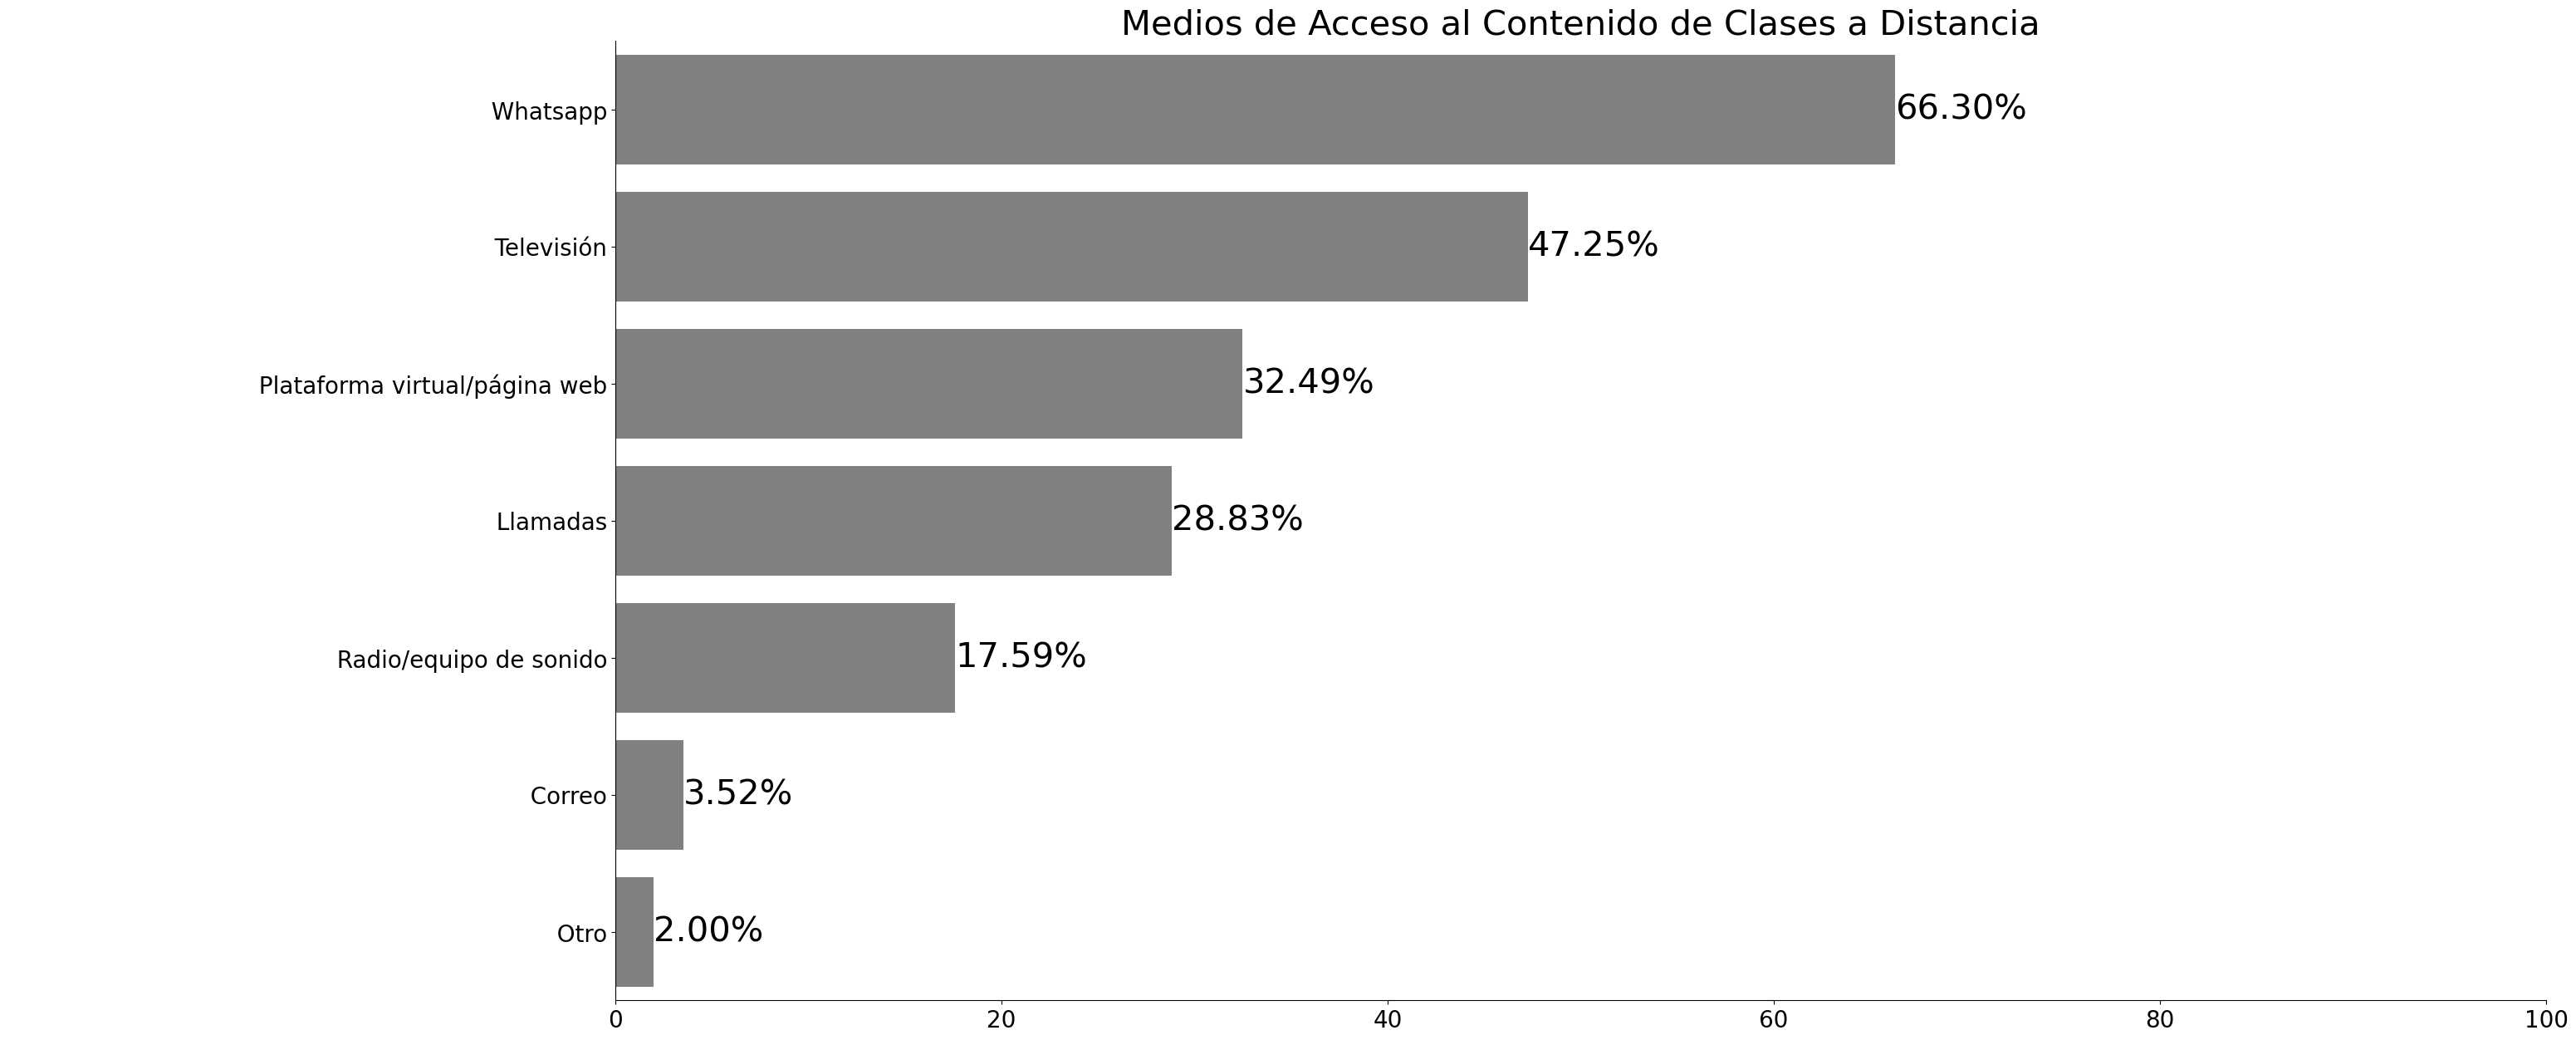 Medios de Acceso al Contenido de Clases a Distancia
Whatsapp 66.30%
Televisión 47.25%
Plataforma virtual/página web 32.49%
Llamadas 28.83%
Radio/equipo de sonido 17.59%
Correo 3.52%
Otro 2.00%
0 20 40 60 80 100